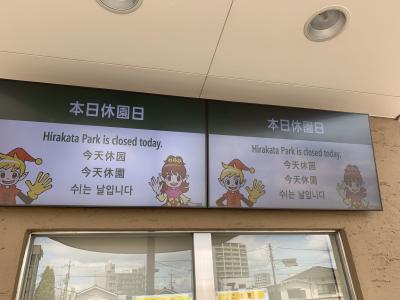 本日休園日
Hirakata Park is closed today.
今天休园
今天休園
쉬는 날입니다
本日休園日
Hirakata Park is closed today.
今天休园
今天休園
쉬는 날입니다